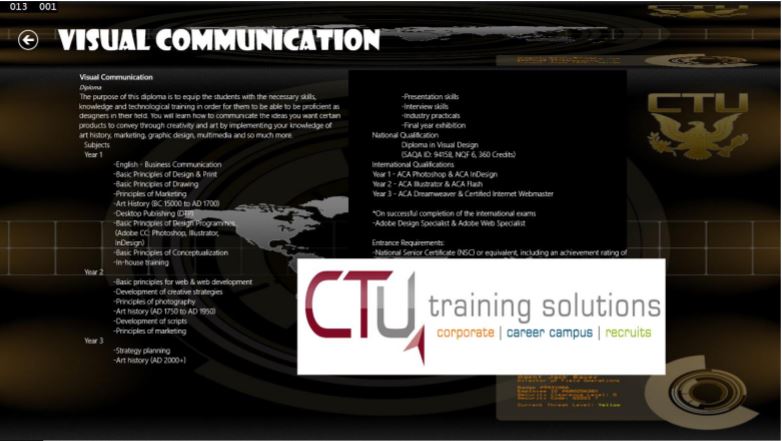 013 001
VISUAL COMMUNICATION
Visual Communication
Diploma
The purpose of this diploma is to equip the students with the necessary skills,
knowledge and technological training in order for them to be able to be proficient as
designers in their field. You will learn how to communicate the ideas you want certain
products to convey through creativity and art by implementing your knowledge of
art history, marketing, graphic design, multimedia and so much more.
Subjects
Year 1
-English - Business Communication
-Basic Principles of Design & Print
-Basic Principles of Drawing
-Principles of Marketing
-Art History (BC 15000 to AD 1700)
-Desktop Publishing (DTP)
-Basic Principles of Design Programmes
(Adobe CC: Photoshop, Illustrator,
InDesign)
-Basic Principles of Conceptualization
-In-house training
Year 2
-Basic principles for web & web development
-Development of creative strategies
-Principles of photography
-Art history (AD 1750 to AD 1950)
-Development of scripts
-Principles of marketing
Year 3
-Strategy planning
-Art history (AD 2000+)
-Presentation skills
-Interview skills
-Industry practicals
-Final year exhibition
National Qualification
Diploma in Visual Design
(SAQA ID: 94158, NQF 6, 360 Credits)
International Qualifications
Year 1 - ACA Photoshop & ACA InDesign
Year 2 - ACA Illustrator & ACA Flash
Year 3 - ACA Dreamweaver & Certified Internet Webmaster
*On successful completion of the international exams
-Adobe Design Specialist & Adobe Web Specialist
Entrance Requirements:
-National Senior Certificate (NSC) or equivalent, including an achievement rating of
CTU
CTU training solutions
corporate | career campus | recruits
Current Threat Level: Yellow